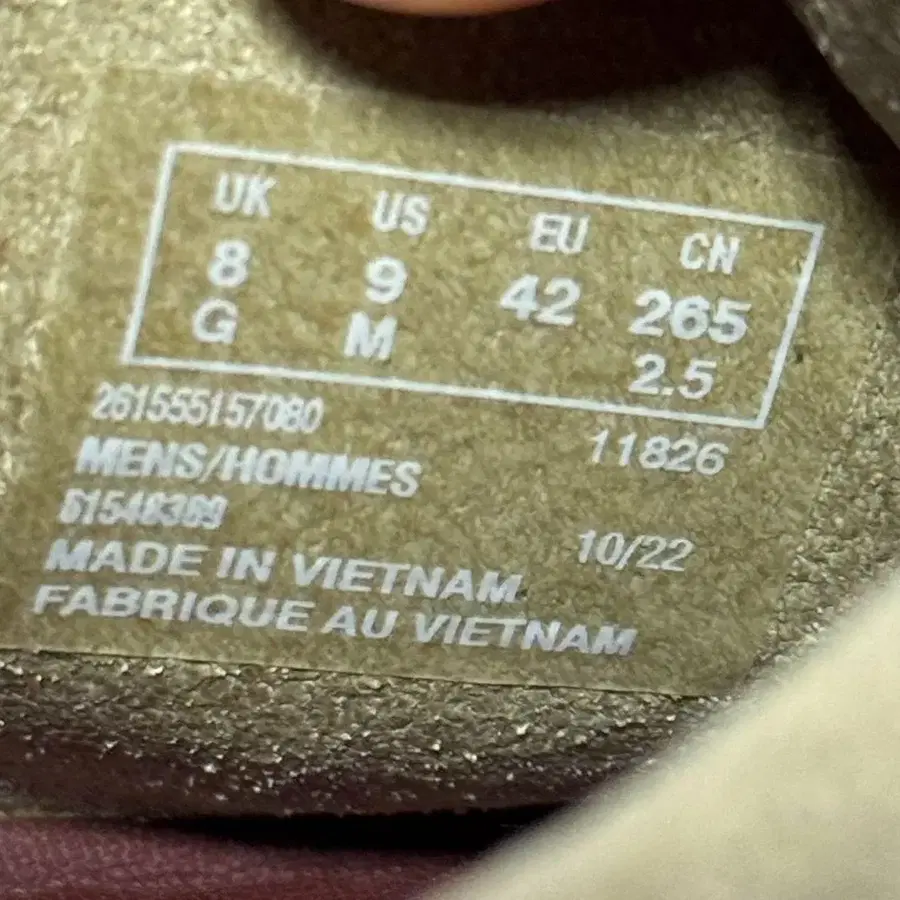 UK US EU CN
8 9 42 265
G M 2.5
261555157080 11826
MENS/HOMMES
10/22
MADE IN VIETNAM
FABRIQUE AU VIETNAM